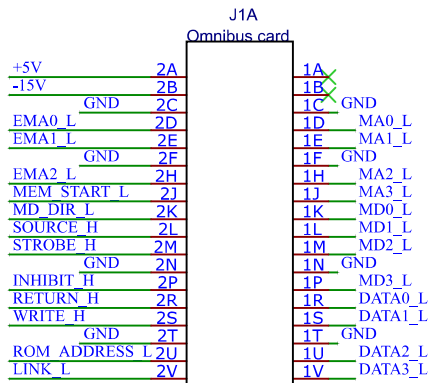 J1A
Omnibus card
+5V 2A 1A
-15V 2B 1B
GND 2C 1C GND
EMA0_L 2D 1D MA0_L
EMA1_L 2E 1E MA1_L
GND 2F 1F GND
EMA2_L 2H 1H MA2_L
MEM_START_L 2J 1J MA3_L
MD_DIR_L 2K 1K MD0_L
SOURCE_H 2L 1L MD1_L
STROBE_H 2M 1M MD2_L
GND 2N 1N GND
INHIBIT_H 2P 1P MD3_L
RETURN_H 2R 1R DATA0_L
WRITE_H 2S 1S DATA1_L
GND 2T 1T GND
ROM_ADDRESS_L 2U 1U DATA2_L
LINK_L 2V 1V DATA3_L